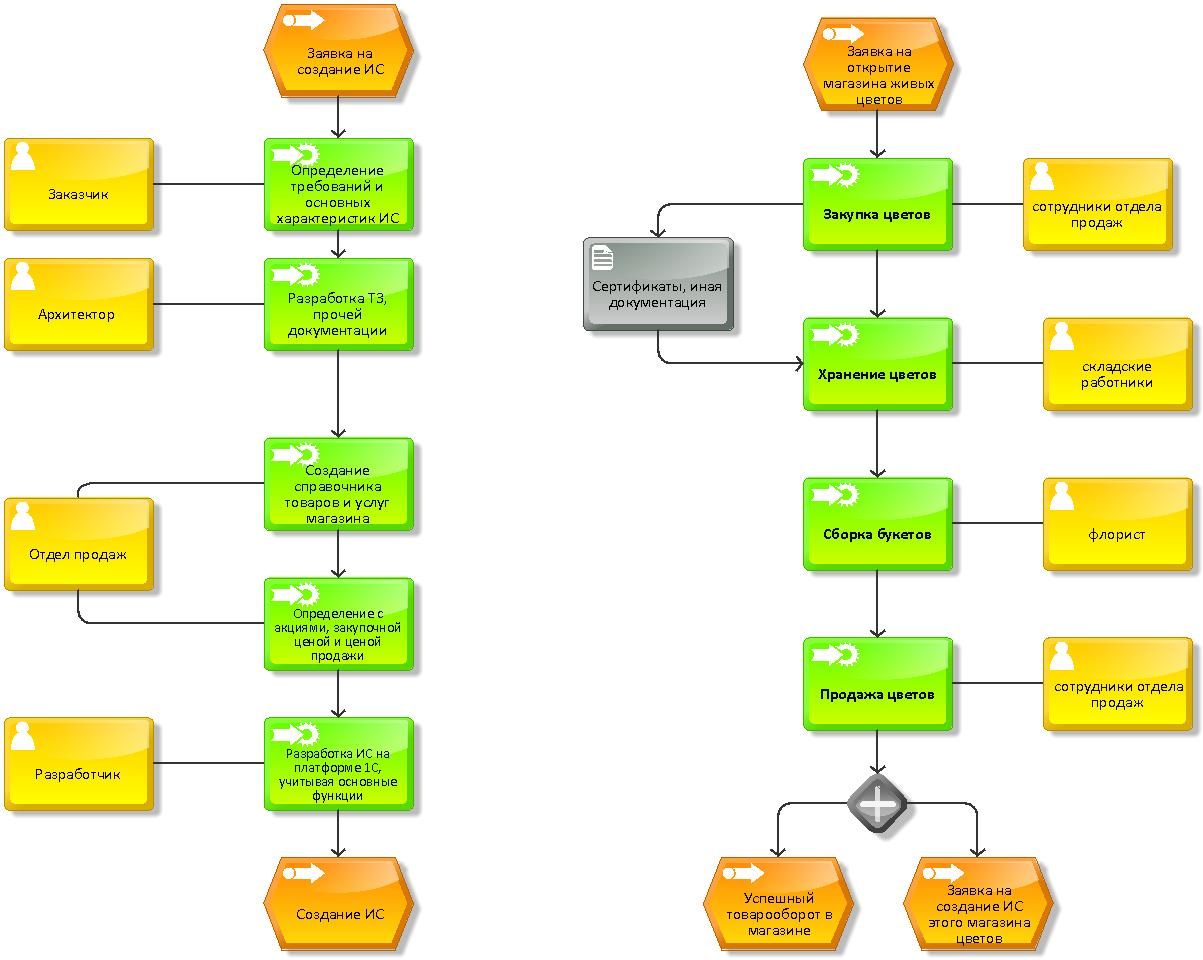 Заявка на
создание ИС
Заказчик
Определение
требований и
основных
характеристик ИС
Архитектор
Разработка ТЗ,
прочей
документации
Создание
справочника
товаров и услуг
магазина
Отдел продаж
Определение с
акциями, закупочной
ценой и ценой
продажи
Разработчик
Разработка ИС на
платформе 1С,
учитывая основные
функции
Создание ИС
Заявка на
открытие
магазина живых
цветов
Закупка цветов
сотрудники отдела
продаж
Сертификаты, иная
документация
Хранение цветов
складские
работники
Сборка букетов
флорист
Продажа цветов
сотрудники отдела
продаж
Успешный
товарооборот в
магазине
Заявка на
создание ИС
этого магазина
цветов